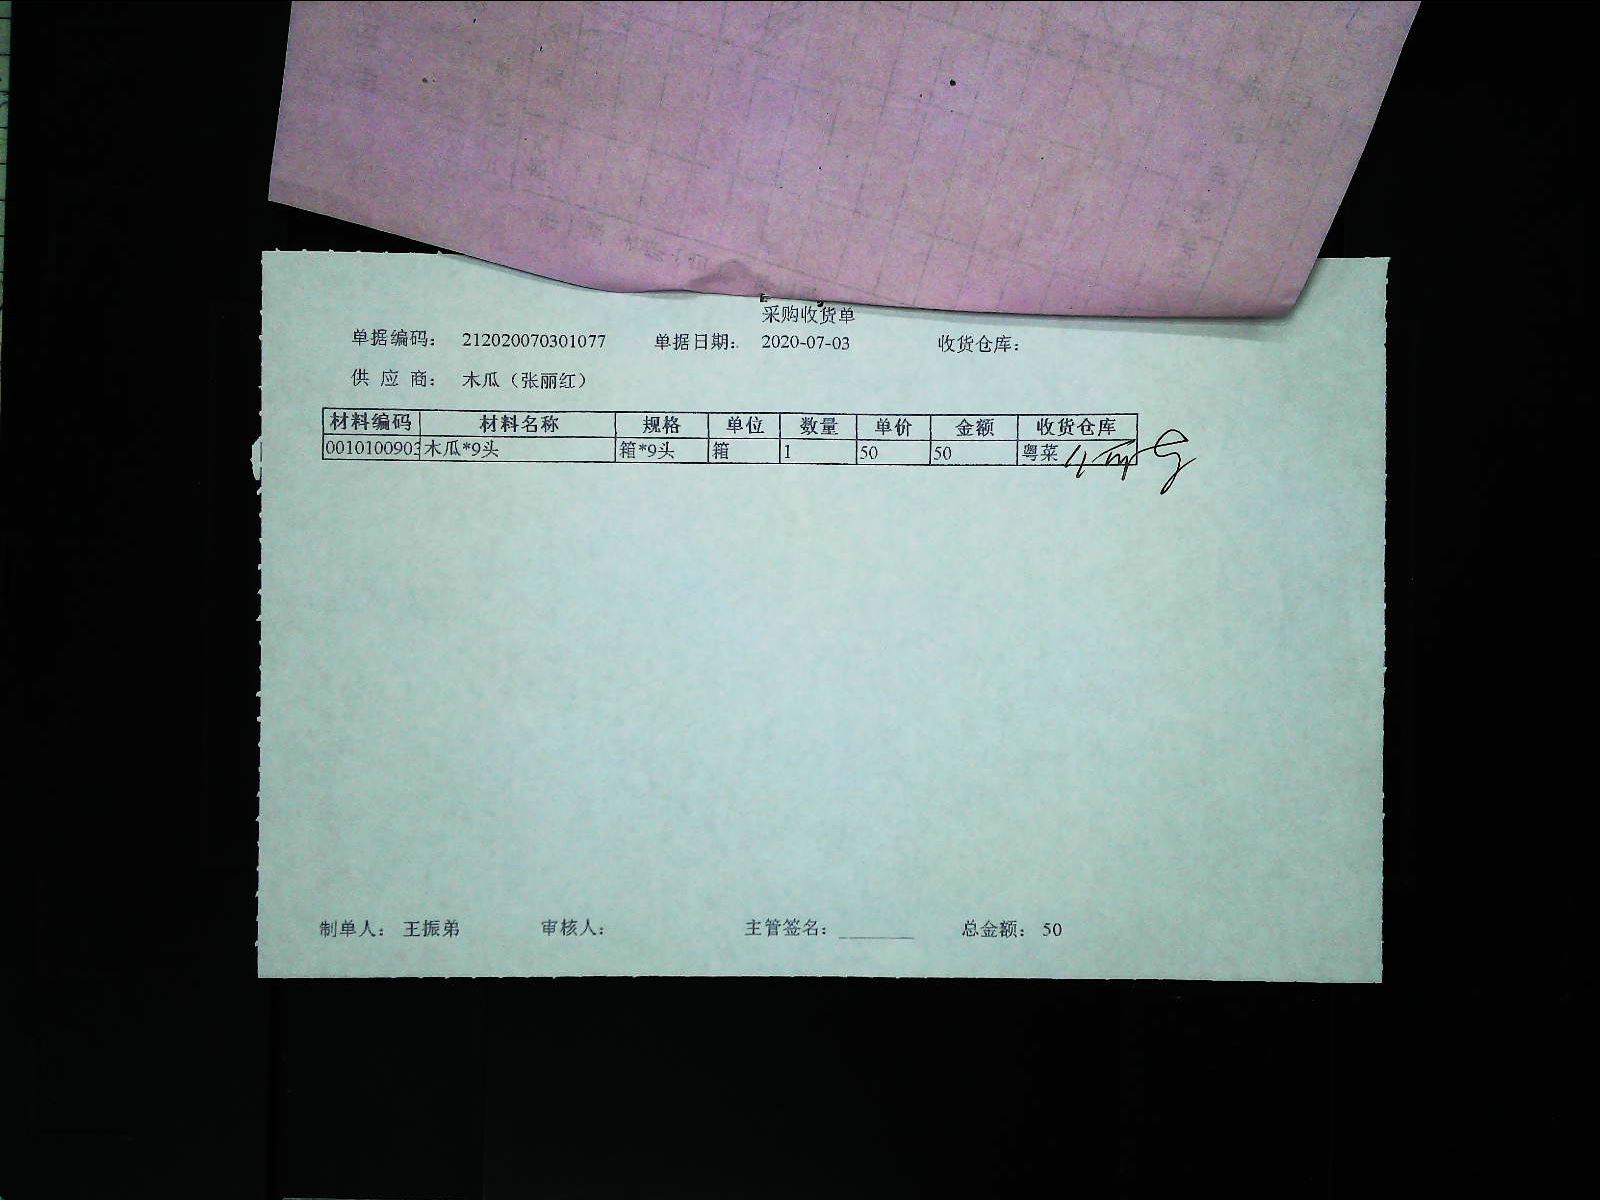 采购收货单
单据编码： 212020070301077 单据日期： 2020-07-03 收货仓库：
供 应 商： 木瓜（张丽红）
材料编码 材料名称 规格 单位 数量 单价 金额 收货仓库
0010100903 木瓜*9头 箱*9头 箱 1 50 50 粤菜
制单人： 王振弟 审核人： 主管签名： ________ 总金额： 50